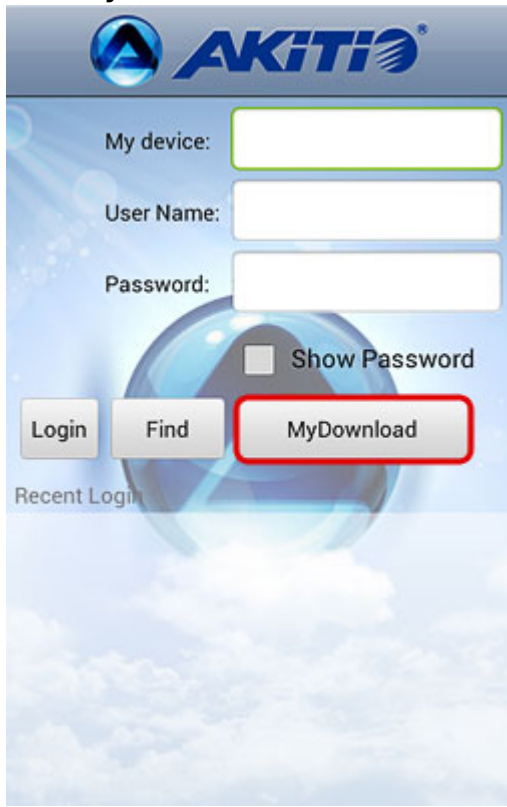 AKiTiO®
My device:
User Name:
Password:
Show Password
Login Find MyDownload
Recent Login